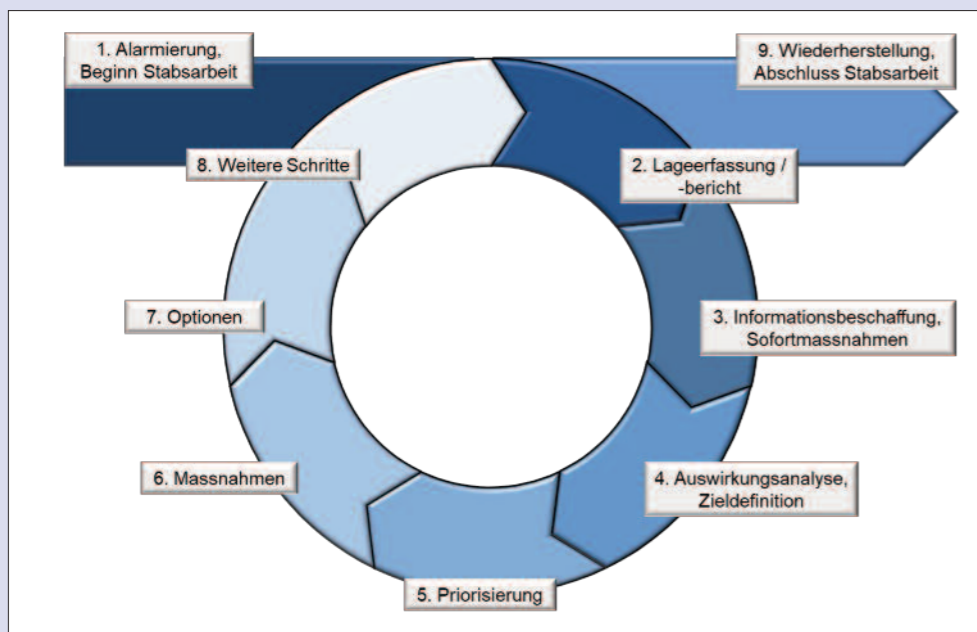 1. Alarmierung,
Beginn Stabsarbeit
2. Lageerfassung /
-bericht
3. Informationsbeschaffung,
Sofortmassnahmen
4. Auswirkungsanalyse,
Zieldefinition
5. Priorisierung
6. Massnahmen
7. Optionen
8. Weitere Schritte
9. Wiederherstellung,
Abschluss Stabsarbeit